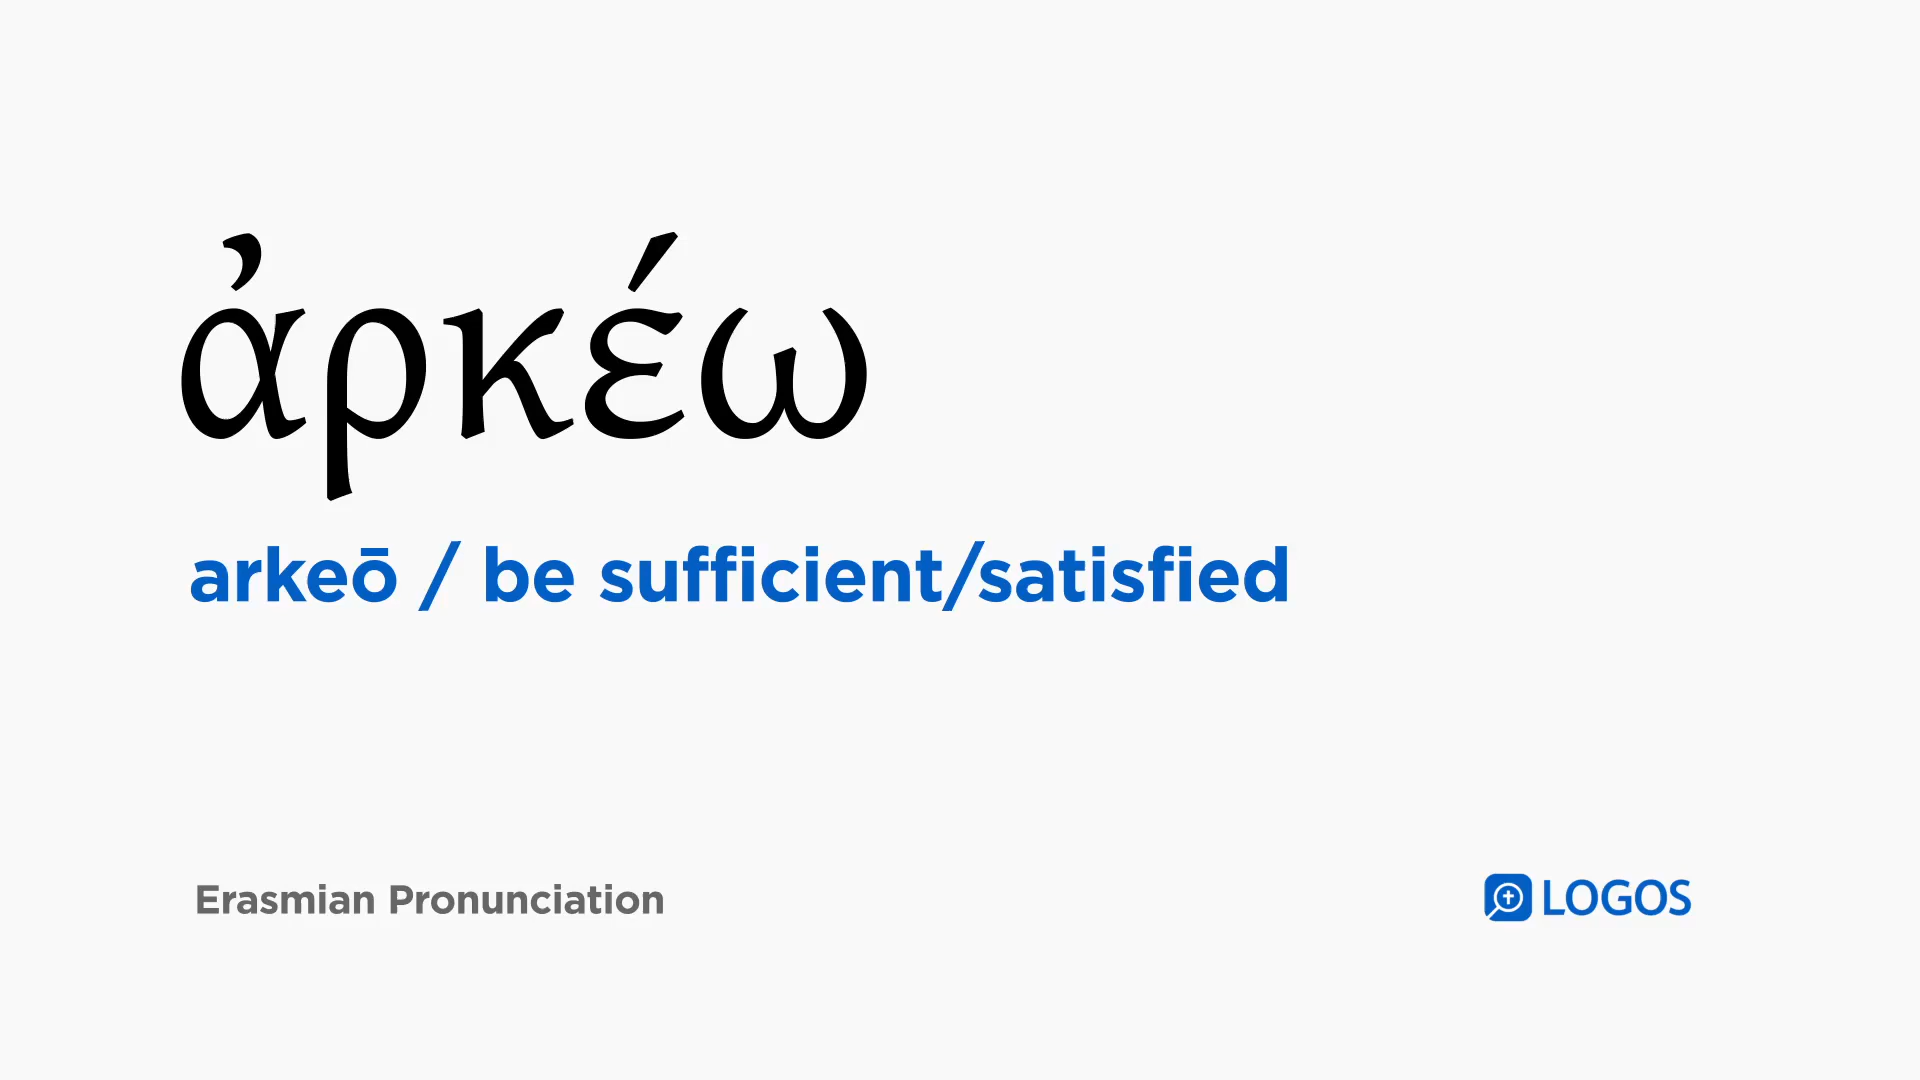 ἀρκέω
arkeō / be sufficient/satisfied
Erasmian Pronunciation
LOGOS